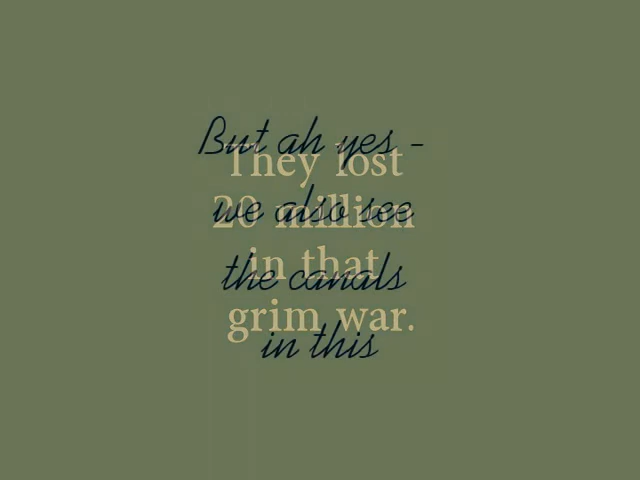 But ah yes -
we also see
the canals
in this
They lost
20 million
in that
grim war.